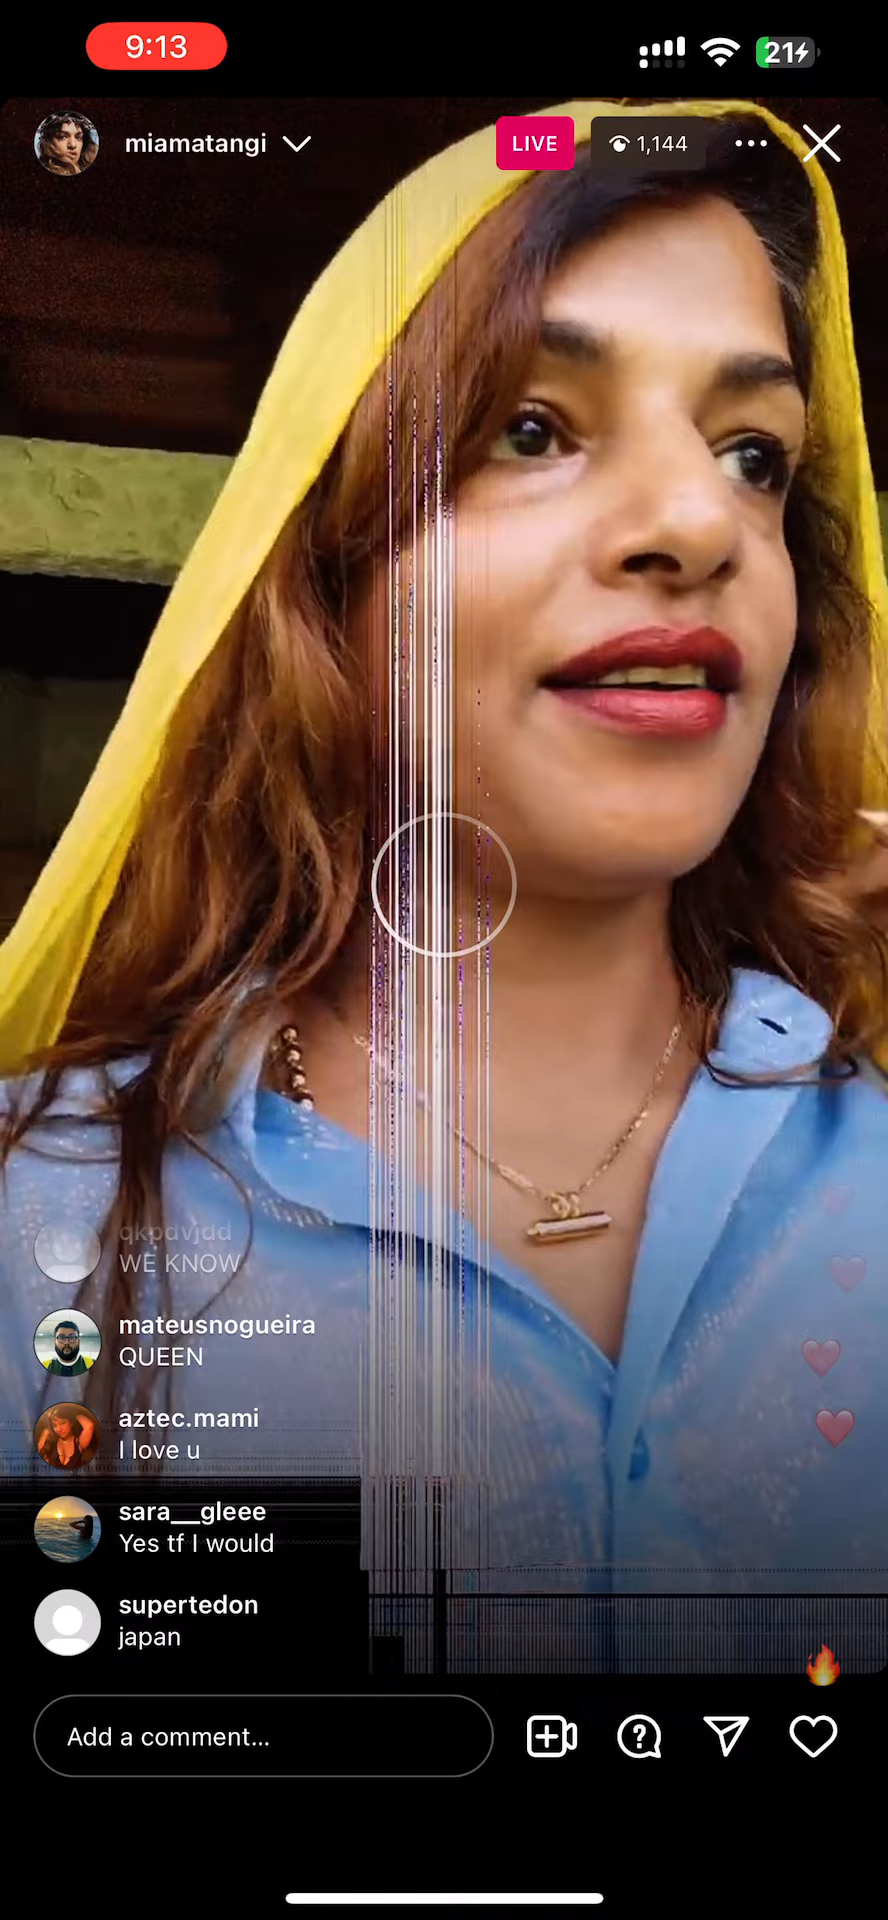 9:13
21
miamatangi
LIVE
1,144
qkpdvjdd
WE KNOW
mateusnogueira
QUEEN
aztec.mami
I love u
sara__gleee
Yes tf I would
supertedon
japan
Add a comment...